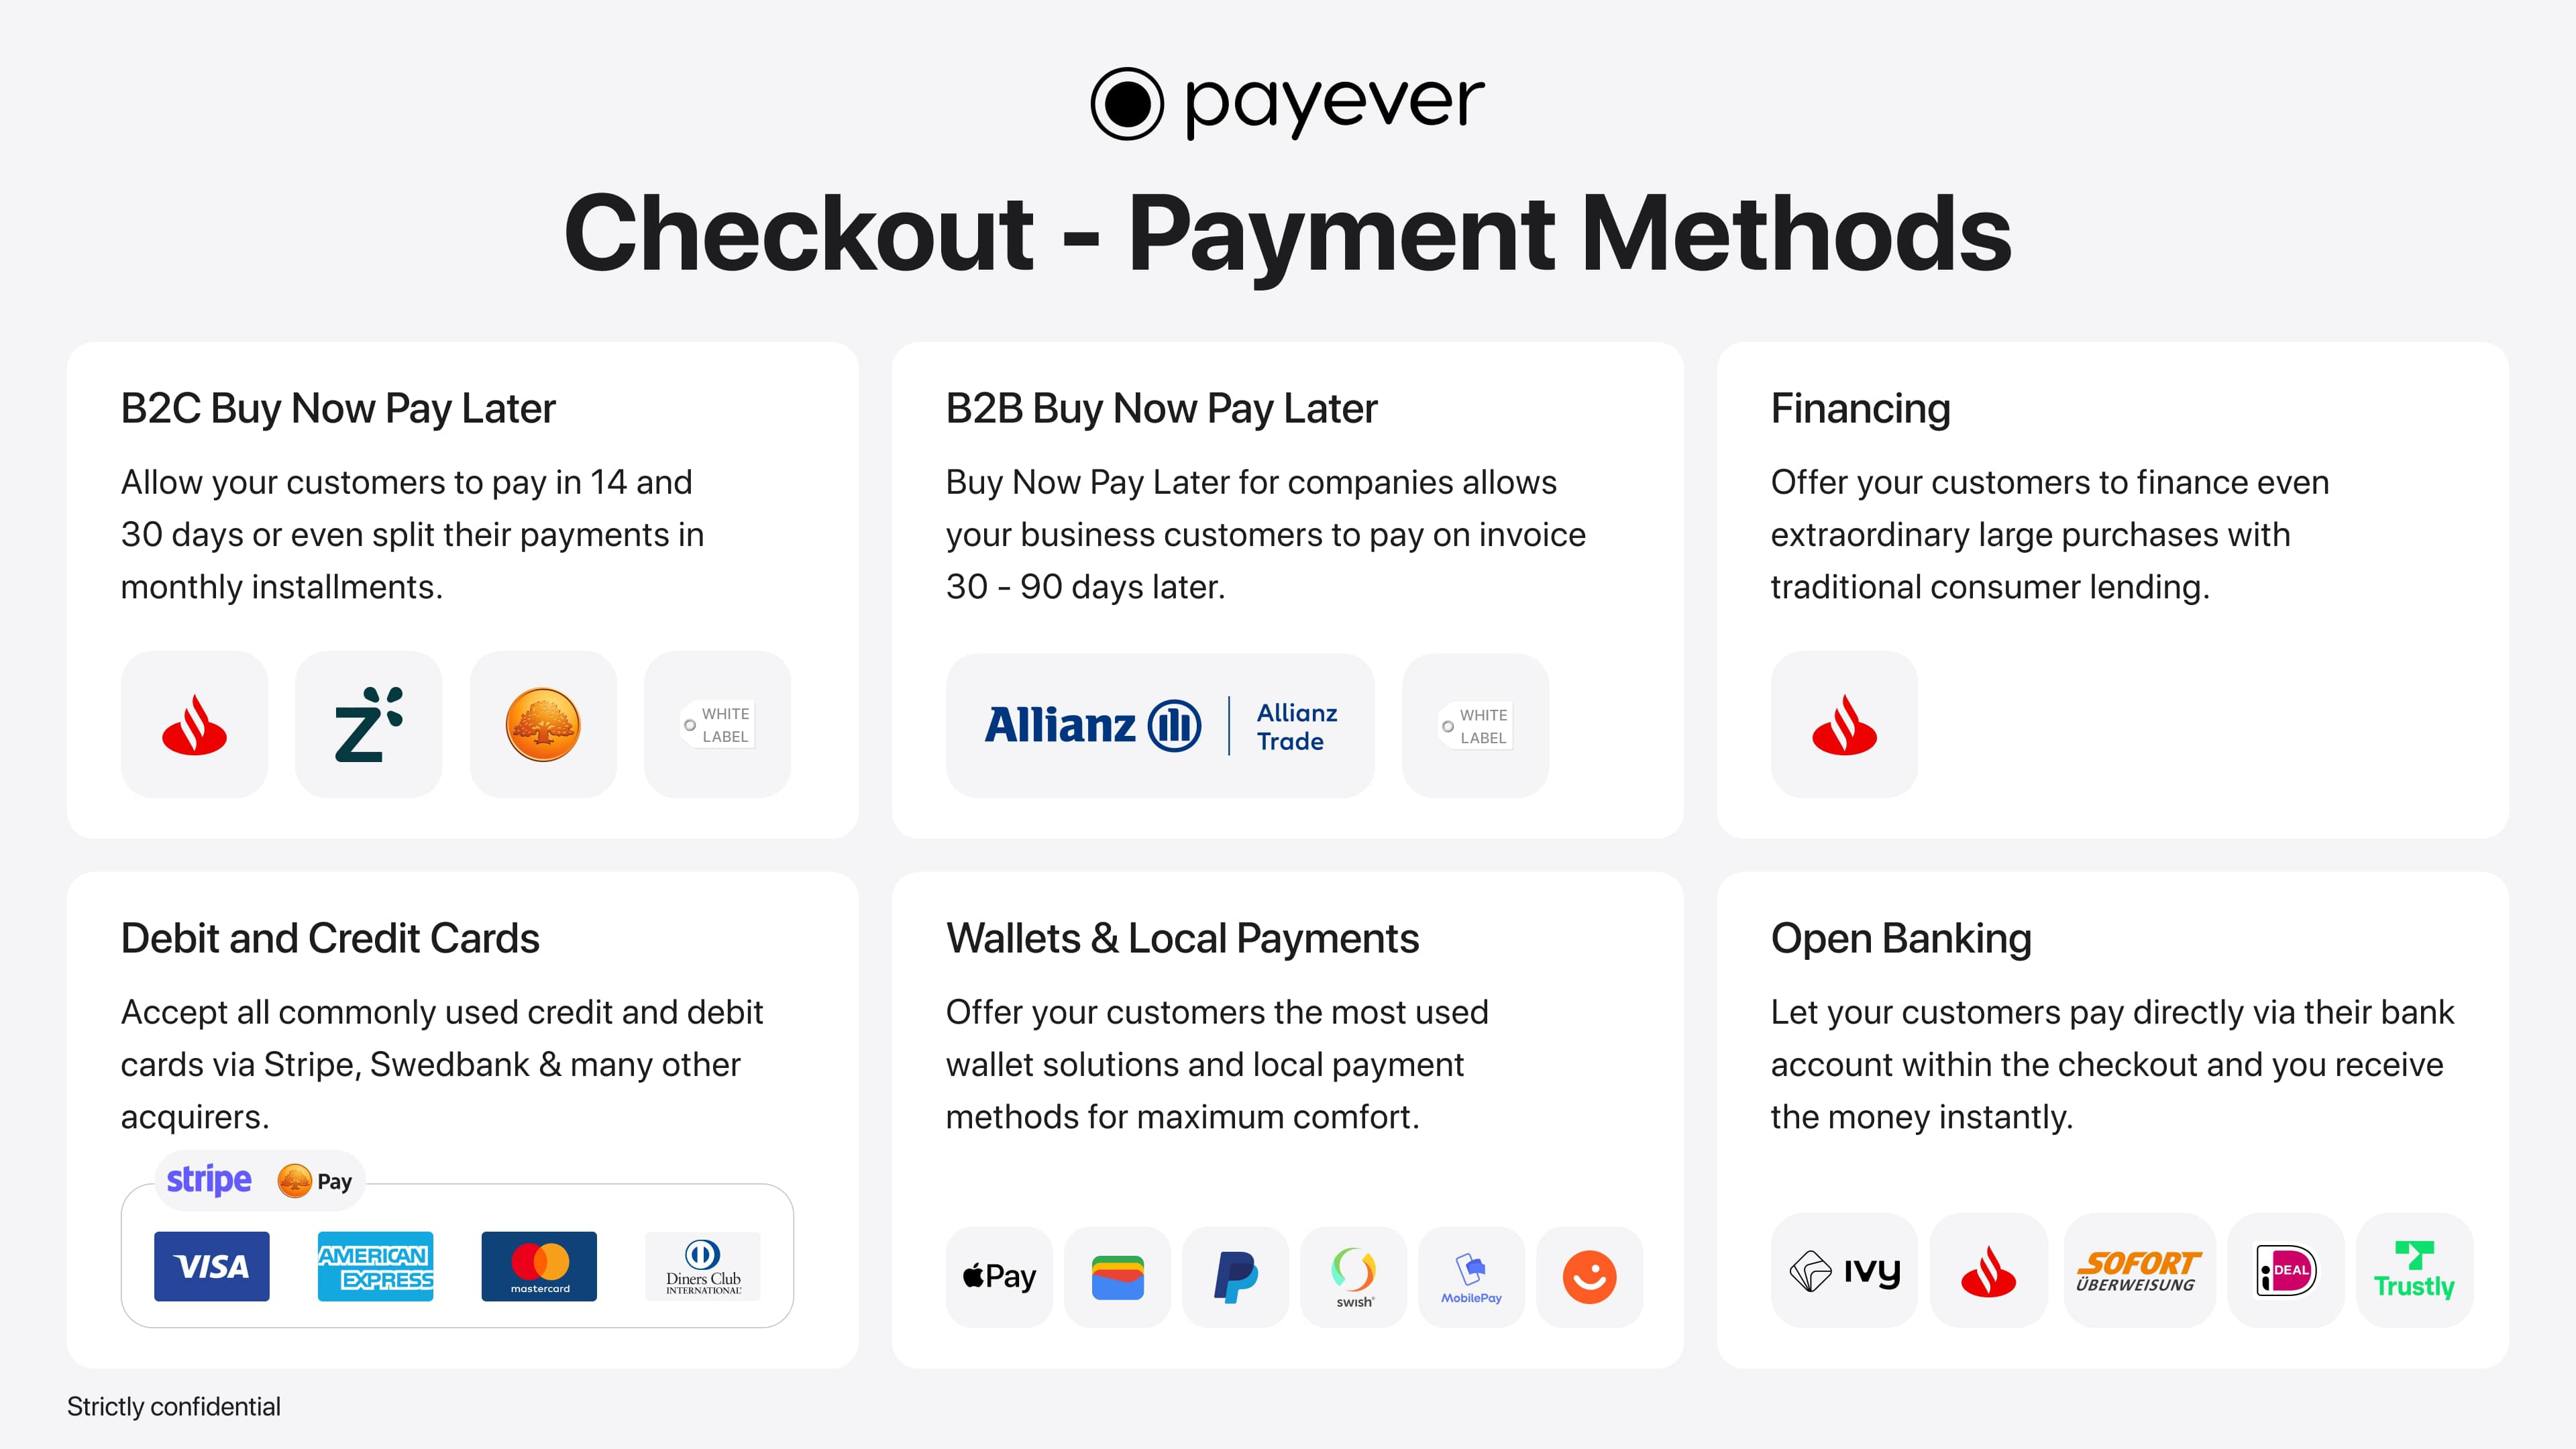 payever
Checkout - Payment Methods
B2C Buy Now Pay Later
Allow your customers to pay in 14 and
30 days or even split their payments in
monthly installments.
WHITE
LABEL
B2B Buy Now Pay Later
Buy Now Pay Later for companies allows
your business customers to pay on invoice
30 - 90 days later.
Allianz
Allianz
Trade
WHITE
LABEL
Financing
Offer your customers to finance even
extraordinary large purchases with
traditional consumer lending.
Debit and Credit Cards
Accept all commonly used credit and debit
cards via Stripe, Swedbank & many other
acquirers.
stripe
Pay
VISA
AMERICAN
EXPRESS
mastercard
Diners Club
INTERNATIONAL
Wallets & Local Payments
Offer your customers the most used
wallet solutions and local payment
methods for maximum comfort.
Pay
swish
MobilePay
Open Banking
Let your customers pay directly via their bank
account within the checkout and you receive
the money instantly.
IVY
SOFORT
ÜBERWEISUNG
iDEAL
Trustly
Strictly confidential